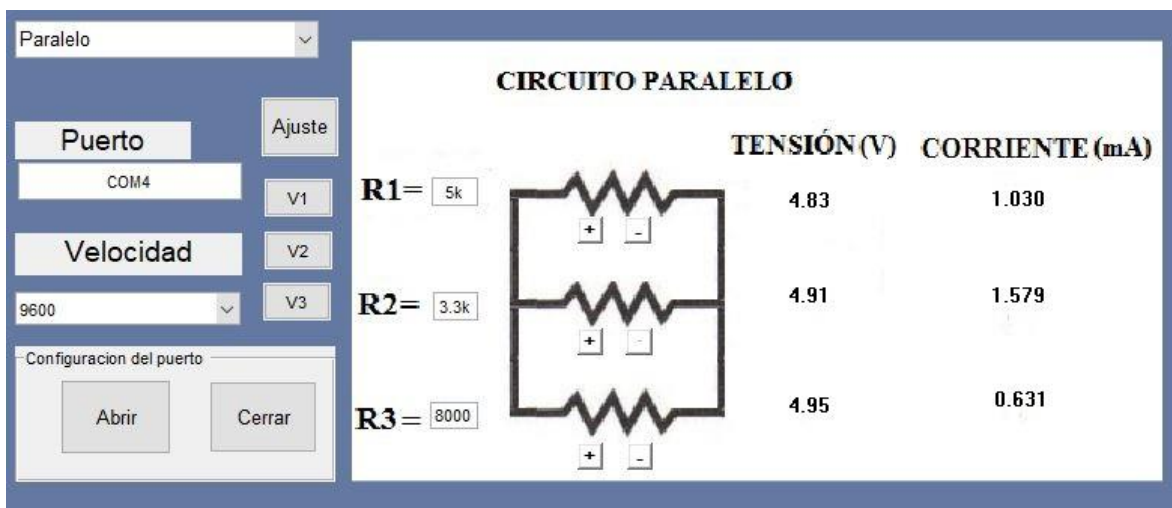 Paralelo
Puerto
COM4
Velocidad
9600
Configuracion del puerto
Abrir
Cerrar
Ajuste
V1
V2
V3
CIRCUITO PARALELO
TENSIÓN (V) CORRIENTE (mA)
R1= 5k 4.83 1.030
+ -
R2= 3.3k 4.91 1.579
+ -
R3= 8000 4.95 0.631
+ -